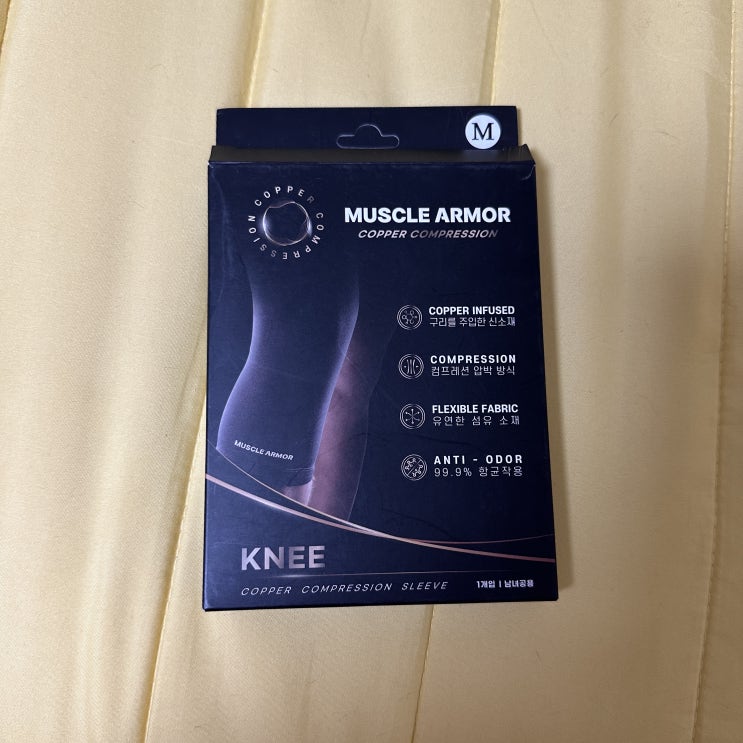 M
COPPER COMPRESSION
MUSCLE ARMOR
COPPER COMPRESSION
COPPER INFUSED
구리를 주입한 신소재
COMPRESSION
컴프레션 압박 방식
FLEXIBLE FABRIC
유연한 섬유 소재
ANTI - ODOR
99.9% 항균작용
MUSCLE ARMOR
KNEE
COPPER COMPRESSION SLEEVE
1개입 | 남녀공용